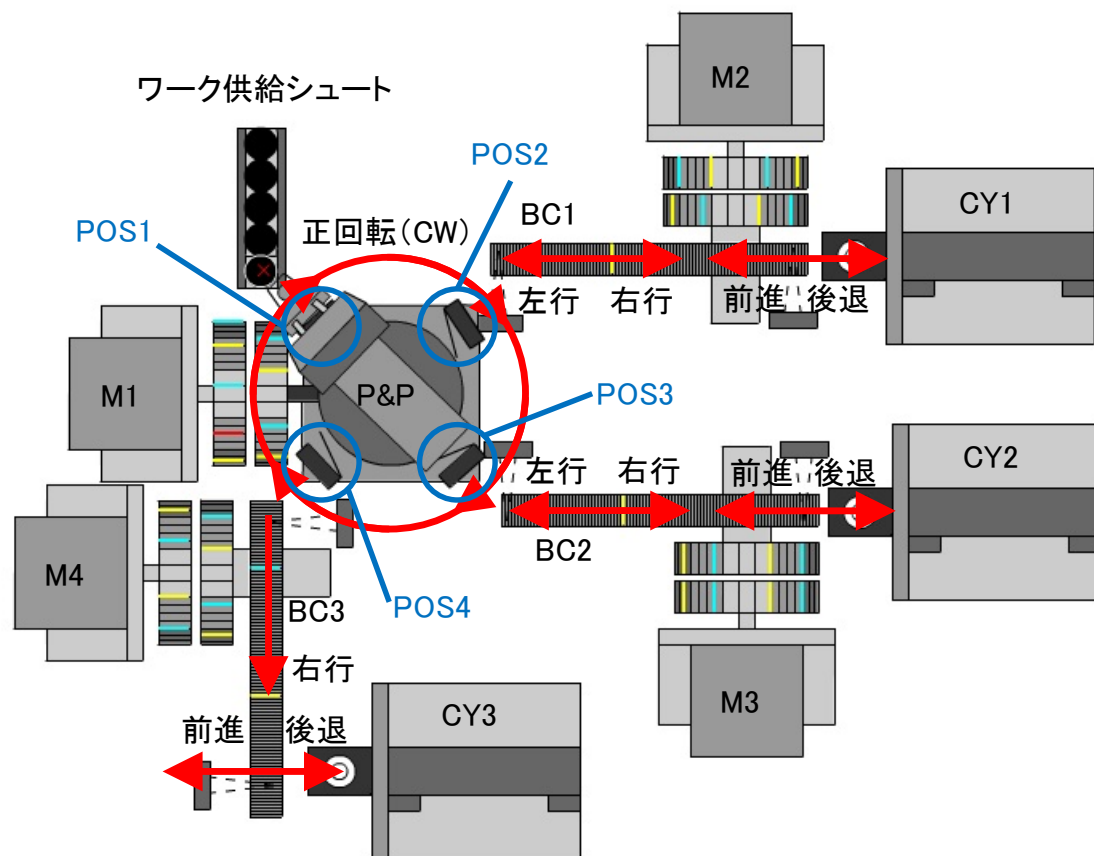 M2
ワーク供給シュート
POS2
CY1
BC1
POS1
正回転(CW)
左行
右行
前進
後退
M1
P&P
POS3
左行
右行
前進
後退
CY2
BC2
M4
POS4
BC3
右行
M3
CY3
前進
後退